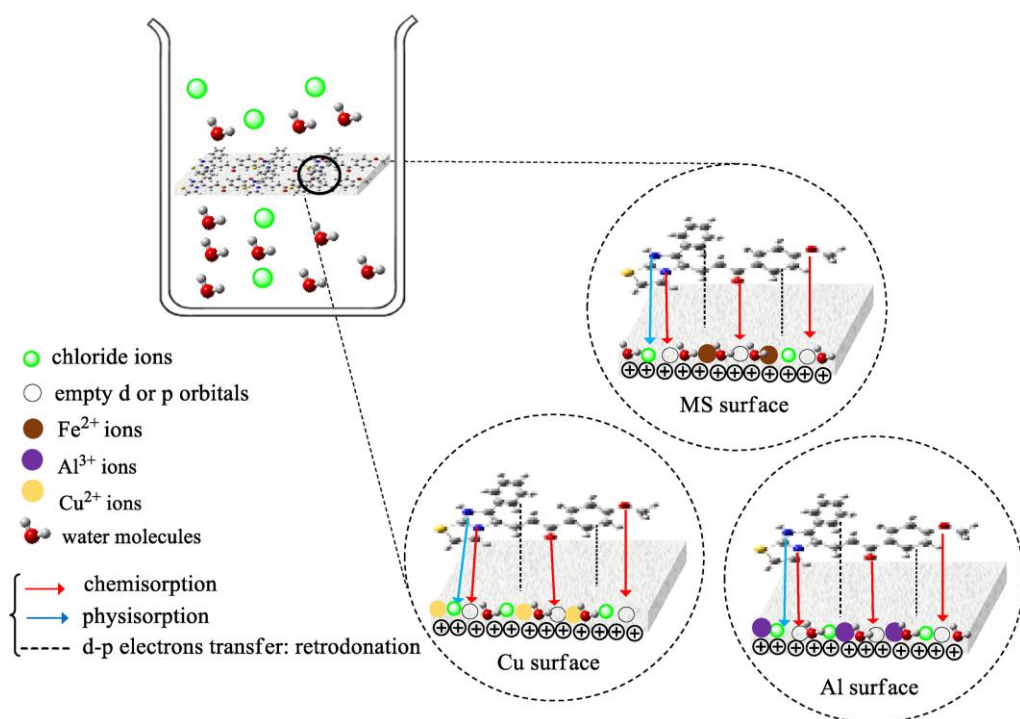 chloride ions
empty d or p orbitals
Fe²⁺ ions
Al³⁺ ions
Cu²⁺ ions
water molecules
chemisorption
physisorption
d-p electrons transfer: retrodonation
MS surface
Cu surface
Al surface